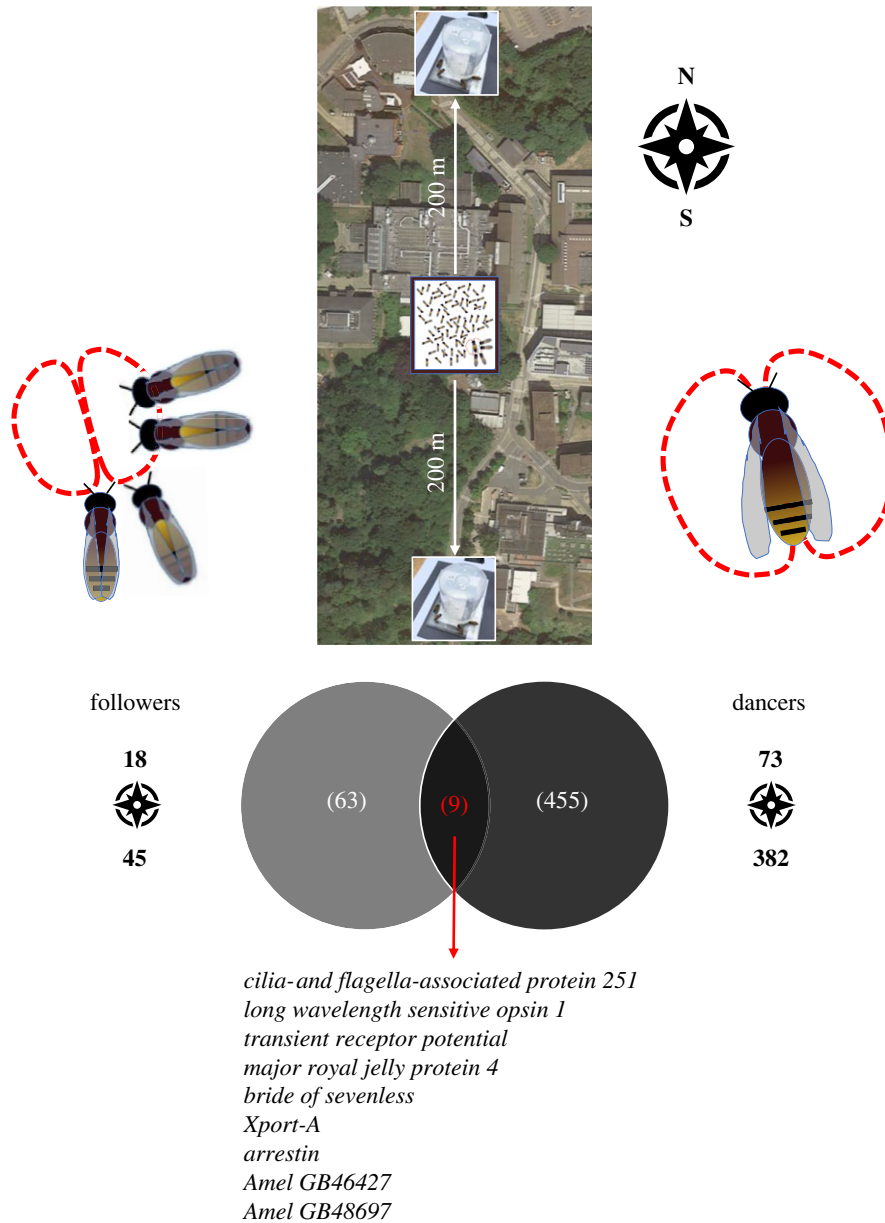 N
S
200 m
200 m
followers
dancers
18
73
(63)
(9)
(455)
45
382
cilia-and flagella-associated protein 251
long wavelength sensitive opsin 1
transient receptor potential
major royal jelly protein 4
bride of sevenless
Xport-A
arrestin
Amel GB46427
Amel GB48697